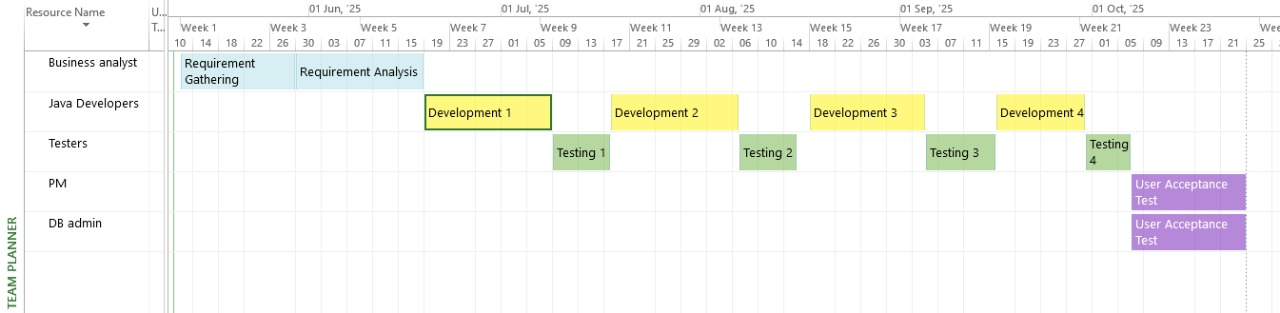 Resource Name U... 01 Jun, '25 01 Jul, '25 01 Aug, '25 01 Sep, '25 01 Oct, '25
T... Week 1 Week 3 Week 5 Week 7 Week 9 Week 11 Week 13 Week 15 Week 17 Week 19 Week 21 Week 23 Wee
10 14 18 22 26 30 03 07 11 15 19 23 27 01 05 09 13 17 21 25 29 02 06 10 14 18 22 26 30 03 07 11 15 19 23 27 01 05 09 13 17 21 25
Business analyst
Requirement
Gathering
Requirement Analysis
Java Developers
Development 1
Development 2
Development 3
Development 4
Testers
Testing 1
Testing 2
Testing 3
Testing
4
PM
User Acceptance
Test
DB admin
User Acceptance
Test
TEAM PLANNER